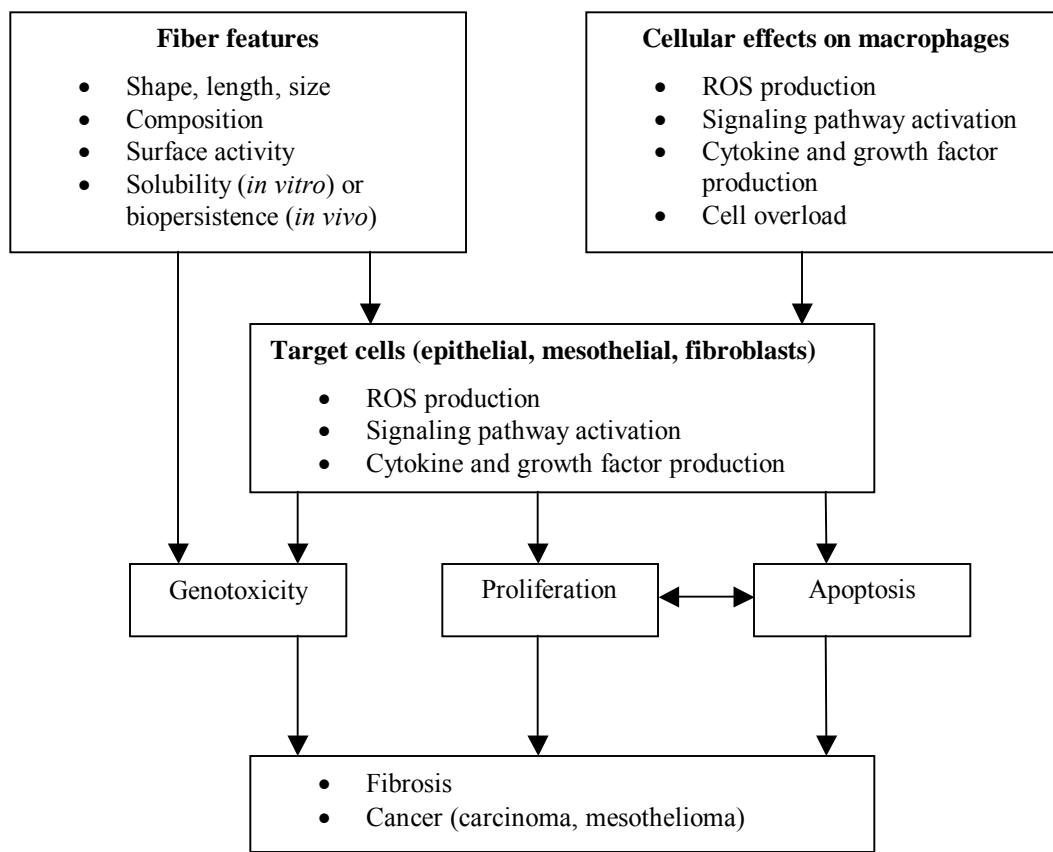 Fiber features
• Shape, length, size
• Composition
• Surface activity
• Solubility (in vitro) or
biopersistence (in vivo)
Cellular effects on macrophages
• ROS production
• Signaling pathway activation
• Cytokine and growth factor
production
• Cell overload
Target cells (epithelial, mesothelial, fibroblasts)
• ROS production
• Signaling pathway activation
• Cytokine and growth factor production
Genotoxicity
Proliferation
Apoptosis
• Fibrosis
• Cancer (carcinoma, mesothelioma)